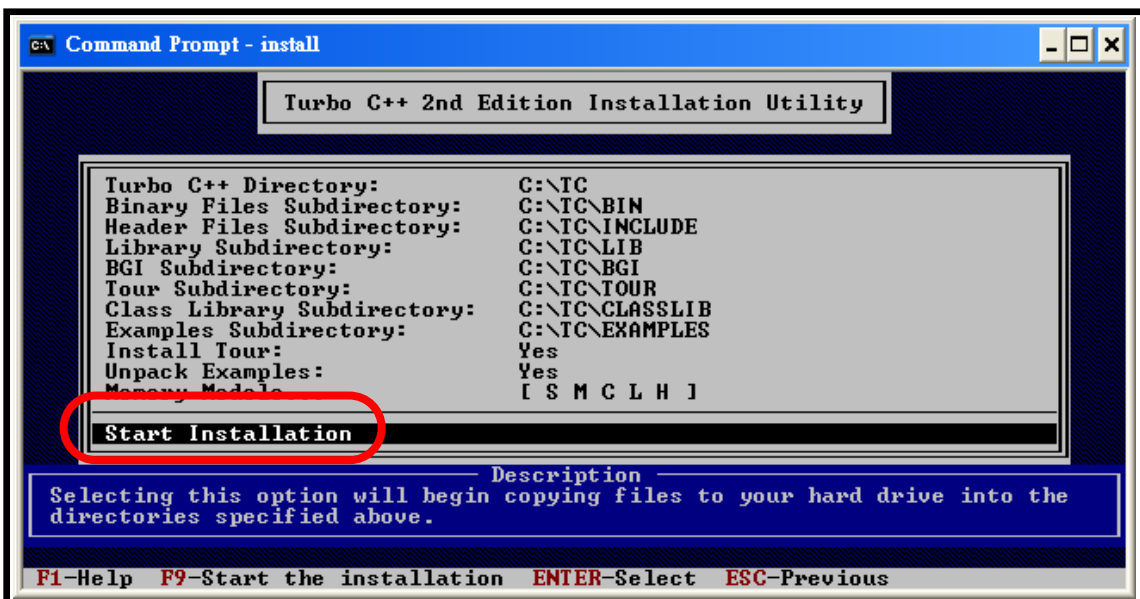 C:\ Command Prompt - install
Turbo C++ 2nd Edition Installation Utility
Turbo C++ Directory: C:\TC
Binary Files Subdirectory: C:\TC\BIN
Header Files Subdirectory: C:\TC\INCLUDE
Library Subdirectory: C:\TC\LIB
BGI Subdirectory: C:\TC\BGI
Tour Subdirectory: C:\TC\TOUR
Class Library Subdirectory: C:\TC\CLASSLIB
Examples Subdirectory: C:\TC\EXAMPLES
Install Tour: Yes
Unpack Examples: Yes
Memory Models... [ S M C L H ]
Start Installation
Description
Selecting this option will begin copying files to your hard drive into the
directories specified above.
F1-Help F9-Start the installation ENTER-Select ESC-Previous